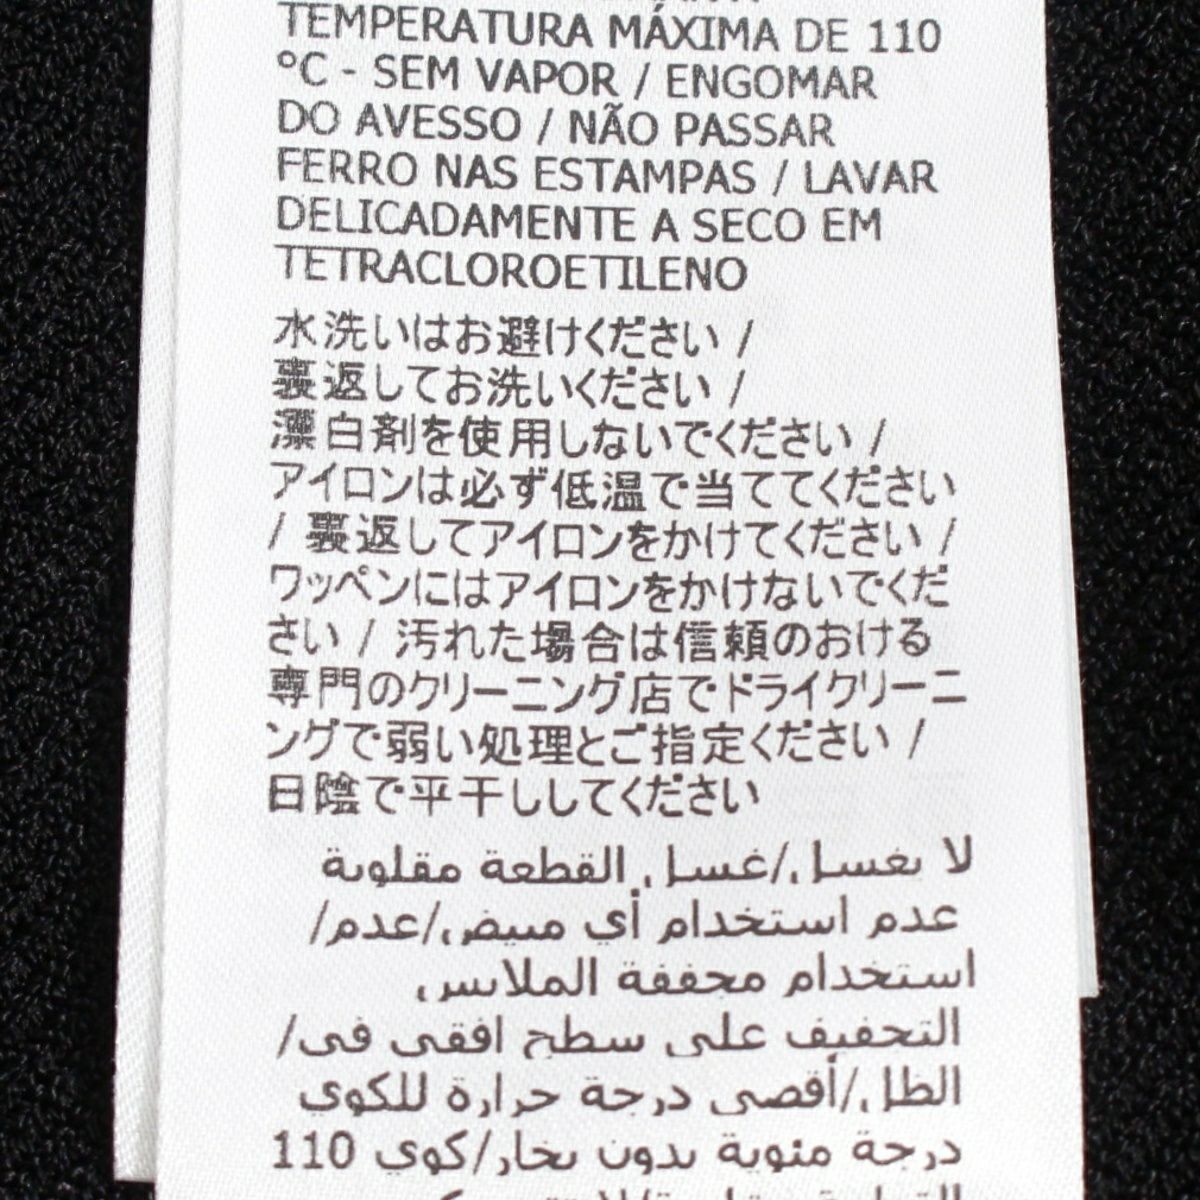 TEMPERATURA MÁXIMA DE 110
°C - SEM VAPOR / ENGOMAR
DO AVESSO / NÃO PASSAR
FERRO NAS ESTAMPAS / LAVAR
DELICADAMENTE A SECO EM
TETRACLOROETILENO
水洗いはお避けください /
裏返してお洗いください /
漂白剤を使用しないでください /
アイロンは必ず低温で当ててください
/ 裏返してアイロンをかけてください /
ワッペンにはアイロンをかけないでくだ
さい / 汚れた場合は信頼のおける
専門のクリーニング店でドライクリーニ
ングで弱い処理とご指定ください /
日陰で平干ししてください
لا يغسل/غسل القطعة مقلوبة
عدم استخدام أي مبيض/عدم/
استخدام مجففة الملابس
التجفيف على سطح افقي في/
الظل/أقصى درجة حرارة للكوي
110 درجة مئوية بدون بخار/كوي